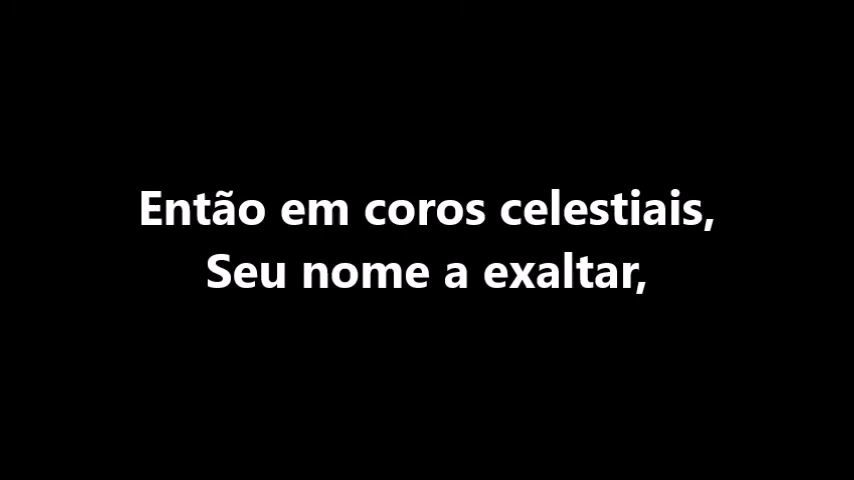 Então em coros celestiais,
Seu nome a exaltar,